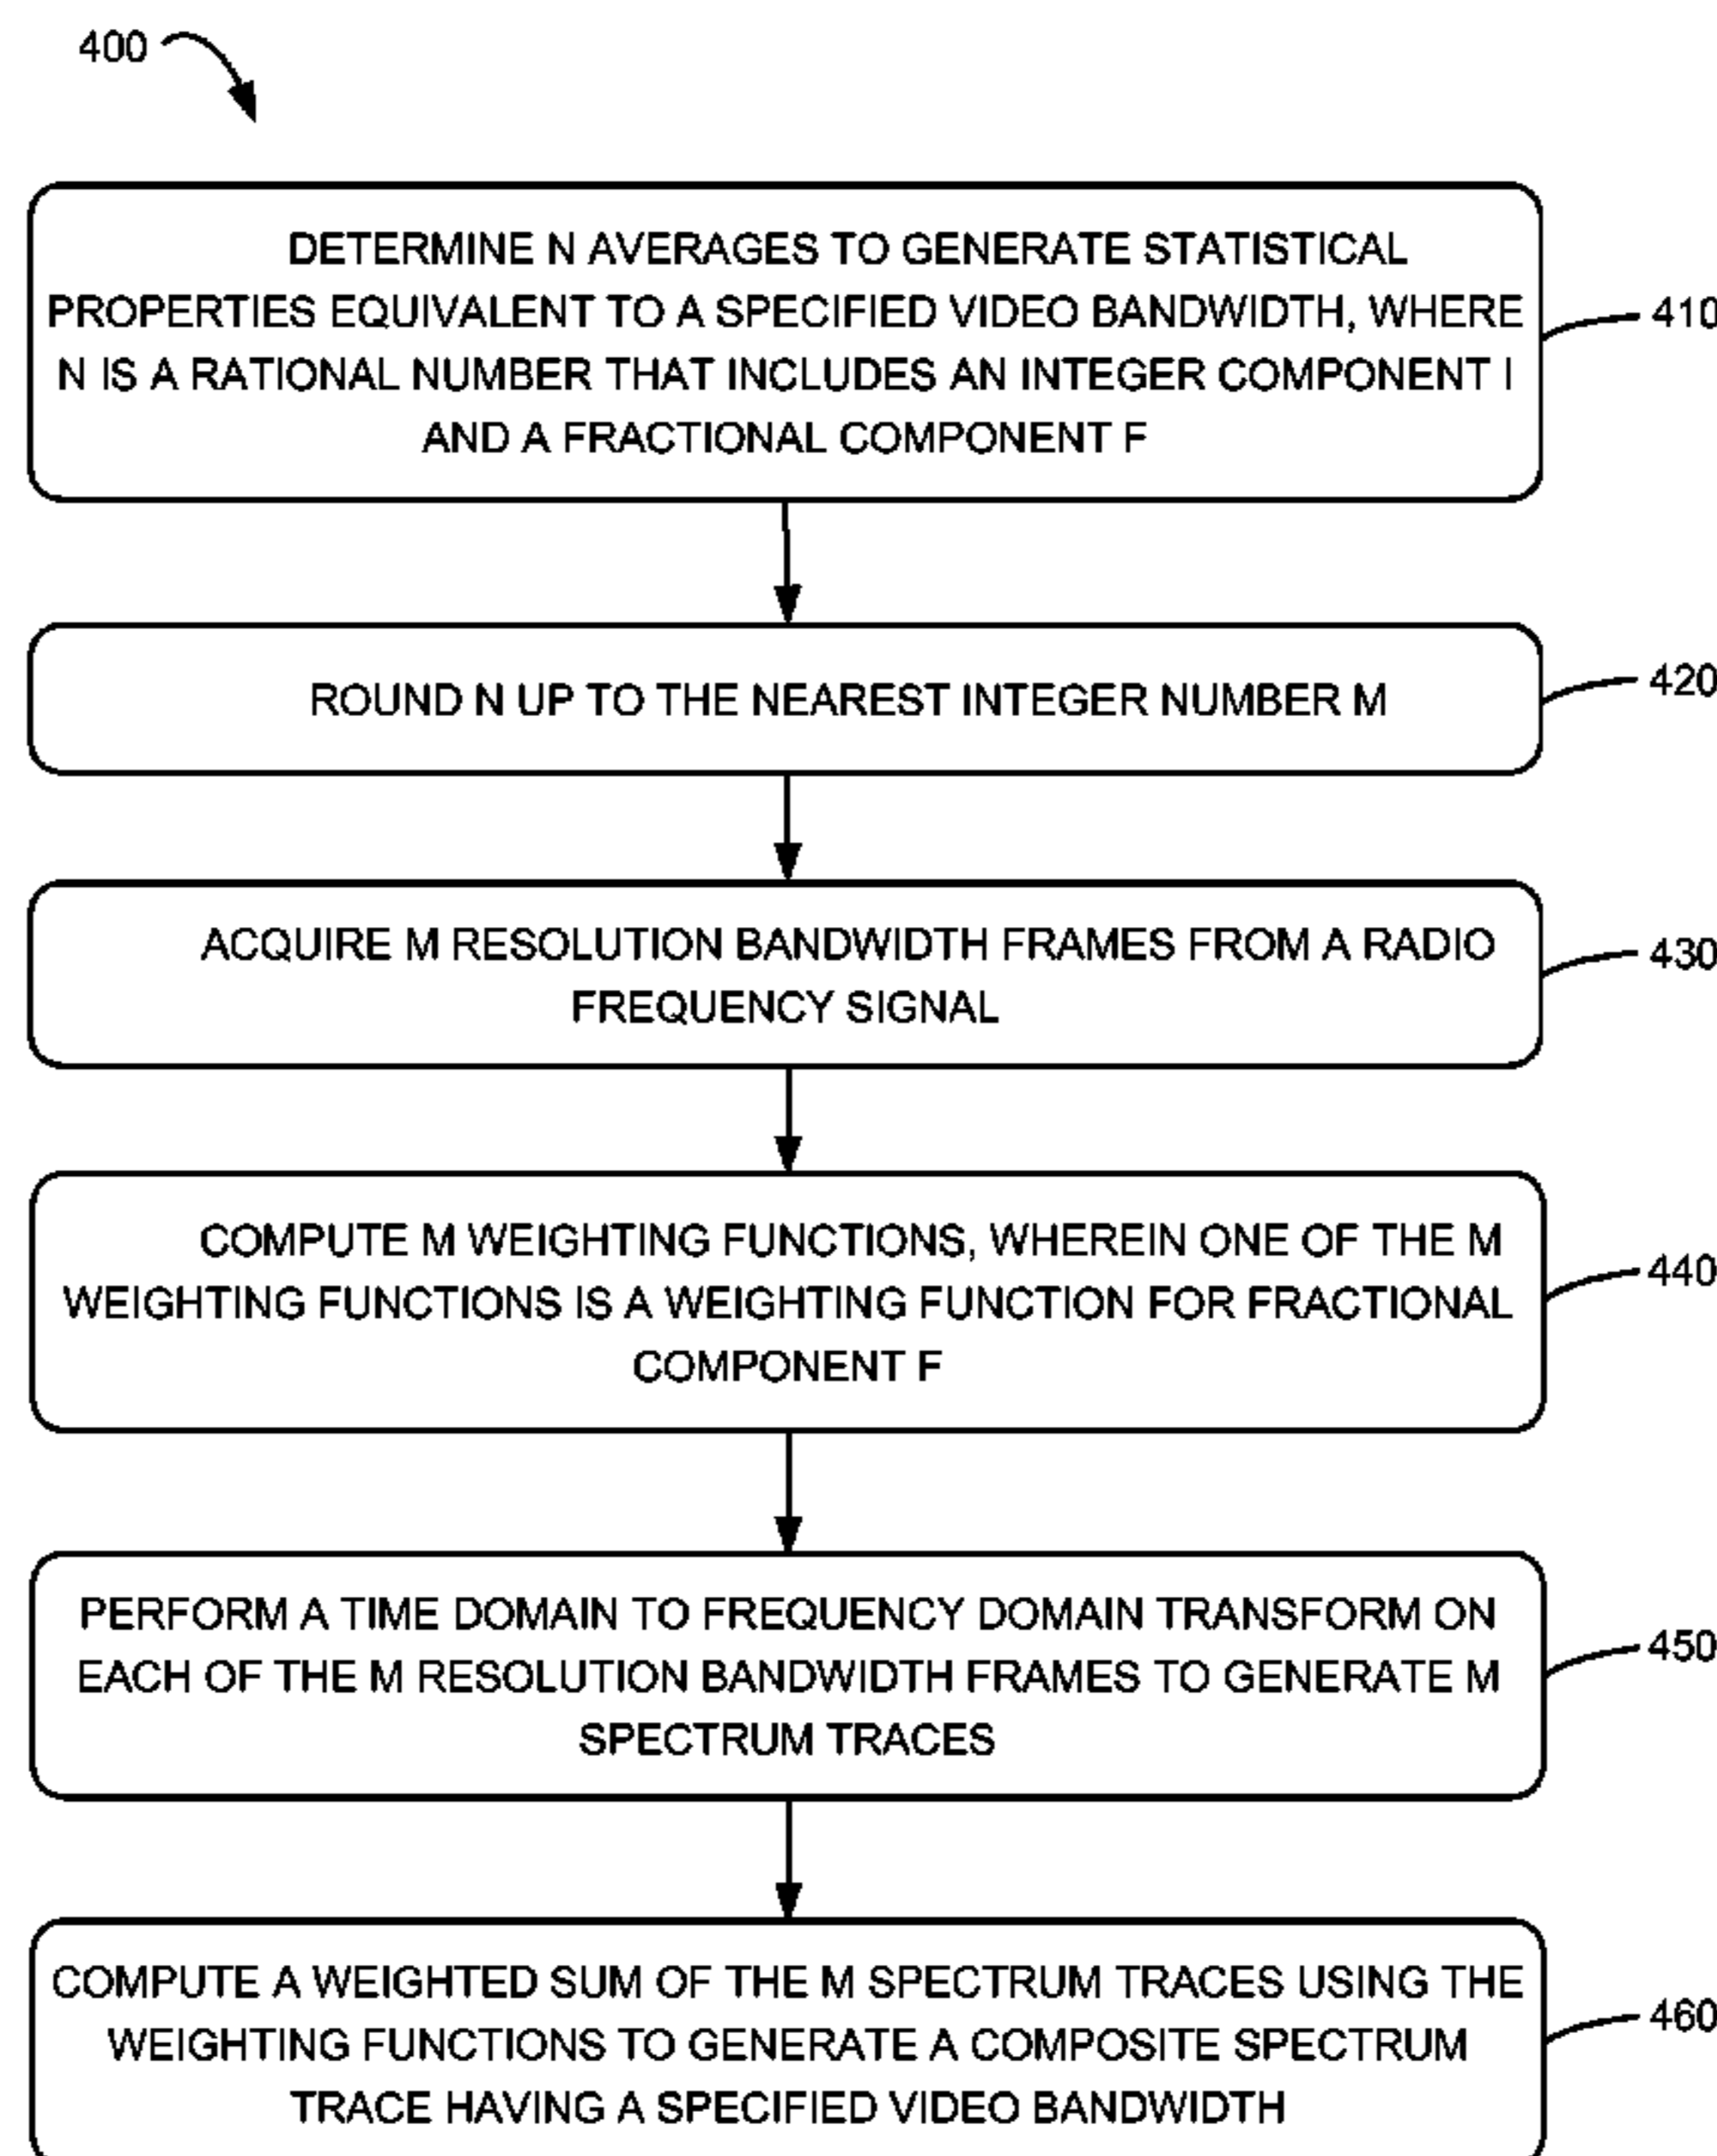 400
DETERMINE N AVERAGES TO GENERATE STATISTICAL
PROPERTIES EQUIVALENT TO A SPECIFIED VIDEO BANDWIDTH, WHERE
N IS A RATIONAL NUMBER THAT INCLUDES AN INTEGER COMPONENT I
AND A FRACTIONAL COMPONENT F
410
ROUND N UP TO THE NEAREST INTEGER NUMBER M
420
ACQUIRE M RESOLUTION BANDWIDTH FRAMES FROM A RADIO
FREQUENCY SIGNAL
430
COMPUTE M WEIGHTING FUNCTIONS, WHEREIN ONE OF THE M
WEIGHTING FUNCTIONS IS A WEIGHTING FUNCTION FOR FRACTIONAL
COMPONENT F
440
PERFORM A TIME DOMAIN TO FREQUENCY DOMAIN TRANSFORM ON
EACH OF THE M RESOLUTION BANDWIDTH FRAMES TO GENERATE M
SPECTRUM TRACES
450
COMPUTE A WEIGHTED SUM OF THE M SPECTRUM TRACES USING THE
WEIGHTING FUNCTIONS TO GENERATE A COMPOSITE SPECTRUM
TRACE HAVING A SPECIFIED VIDEO BANDWIDTH
460